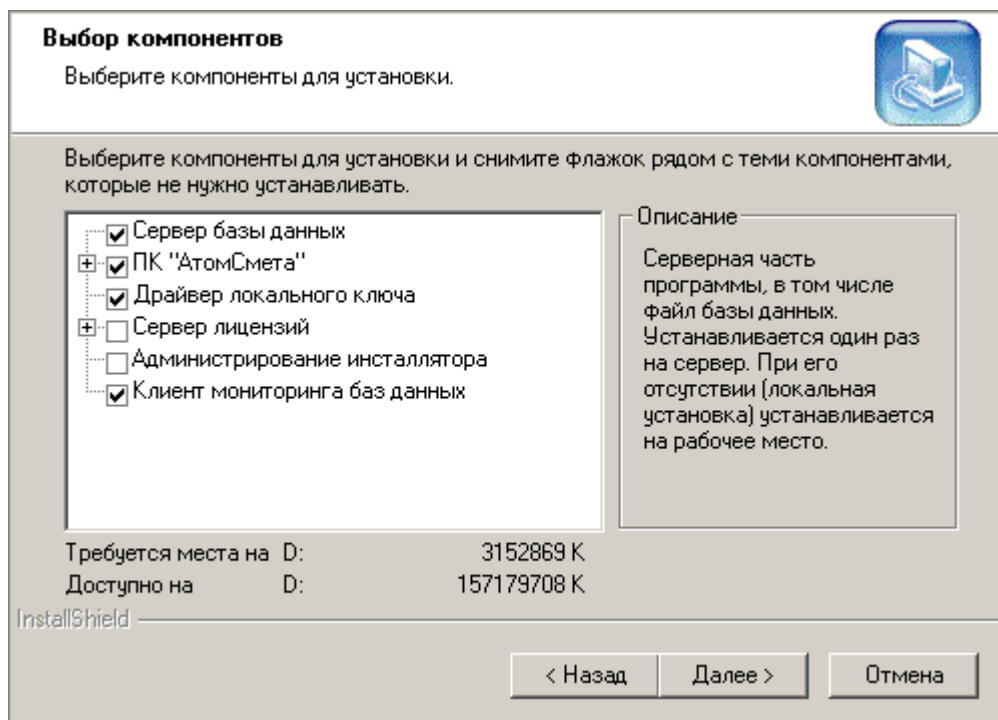 Выбор компонентов
Выберите компоненты для установки.
Выберите компоненты для установки и снимите флажок рядом с теми компонентами,
которые не нужно устанавливать.
Сервер базы данных
ПК "АтомСмета"
Драйвер локального ключа
Сервер лицензий
Администрирование инсталлятора
Клиент мониторинга баз данных
Описание
Серверная часть
программы, в том числе
файл базы данных.
Устанавливается один раз
на сервер. При его
отсутствии (локальная
установка) устанавливается
на рабочее место.
Требуется места на D: 3152869 K
Доступно на D: 157179708 K
InstallShield
< Назад
Далее >
Отмена